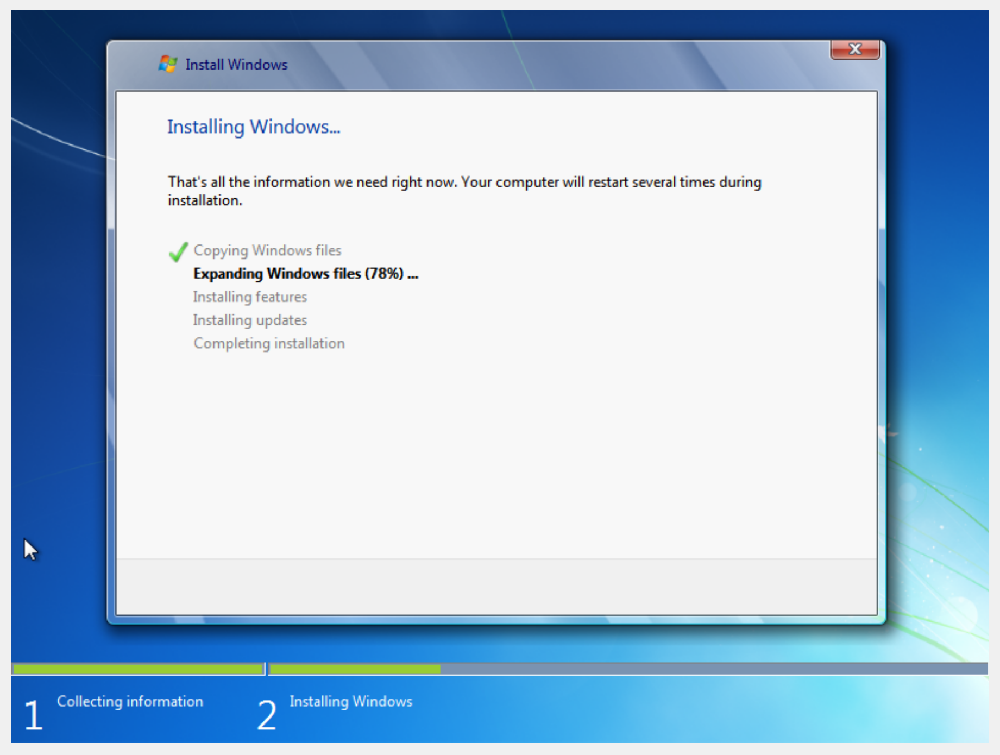 Install Windows
Installing Windows...
That's all the information we need right now. Your computer will restart several times during
installation.
Copying Windows files
Expanding Windows files (78%) ...
Installing features
Installing updates
Completing installation
1 Collecting information
2 Installing Windows